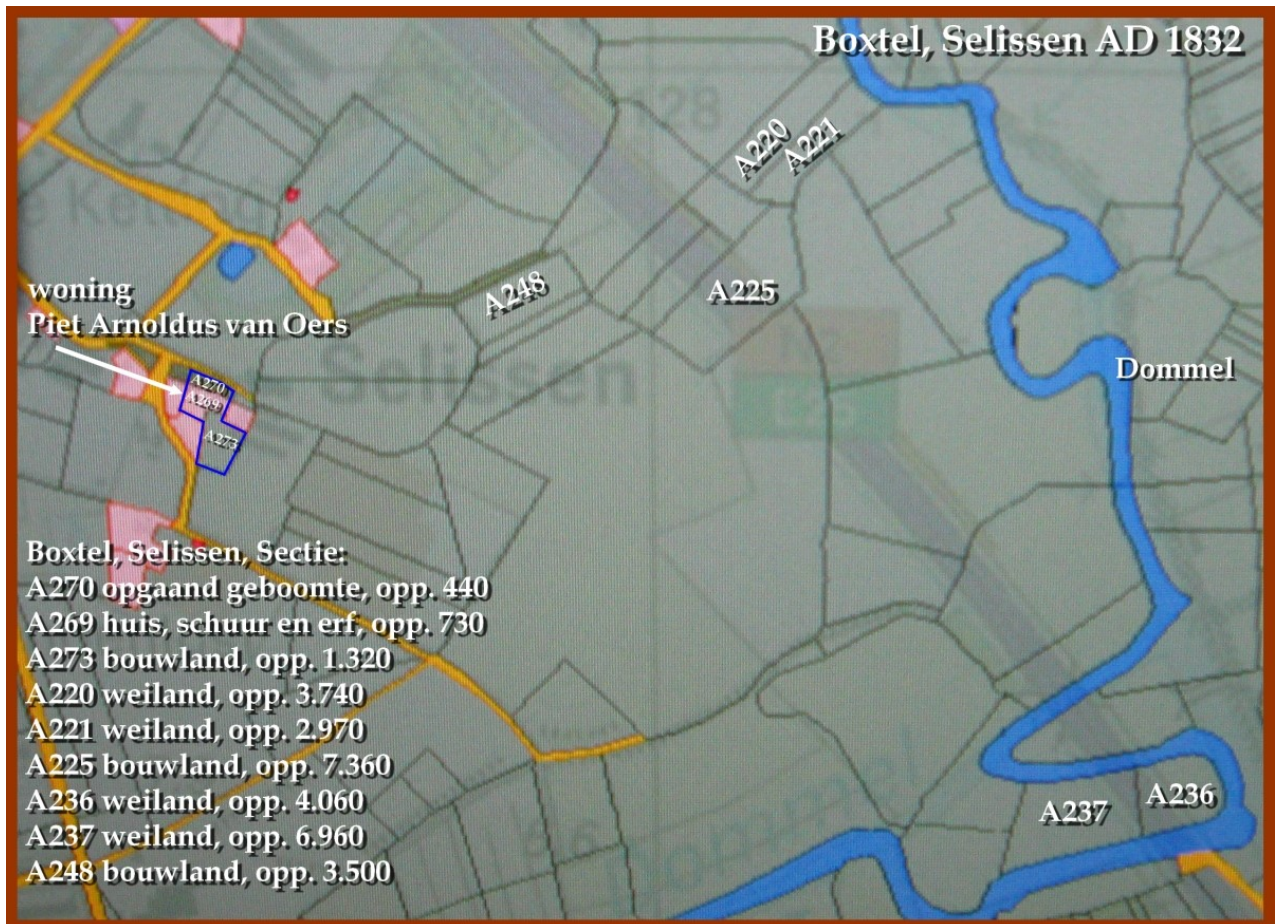 Boxtel, Selissen AD 1832
128
A220
A221
A248
A225
woning
Piet Arnoldus van Oers
Selissen
Dommel
A270
A269
A273
Boxtel, Selissen, Sectie:
A270 opgaand geboomte, opp. 440
A269 huis, schuur en erf, opp. 730
A273 bouwland, opp. 1.320
A220 weiland, opp. 3.740
A221 weiland, opp. 2.970
A225 bouwland, opp. 7.360
A236 weiland, opp. 4.060
A237 weiland, opp. 6.960
A248 bouwland, opp. 3.500
A237
A236